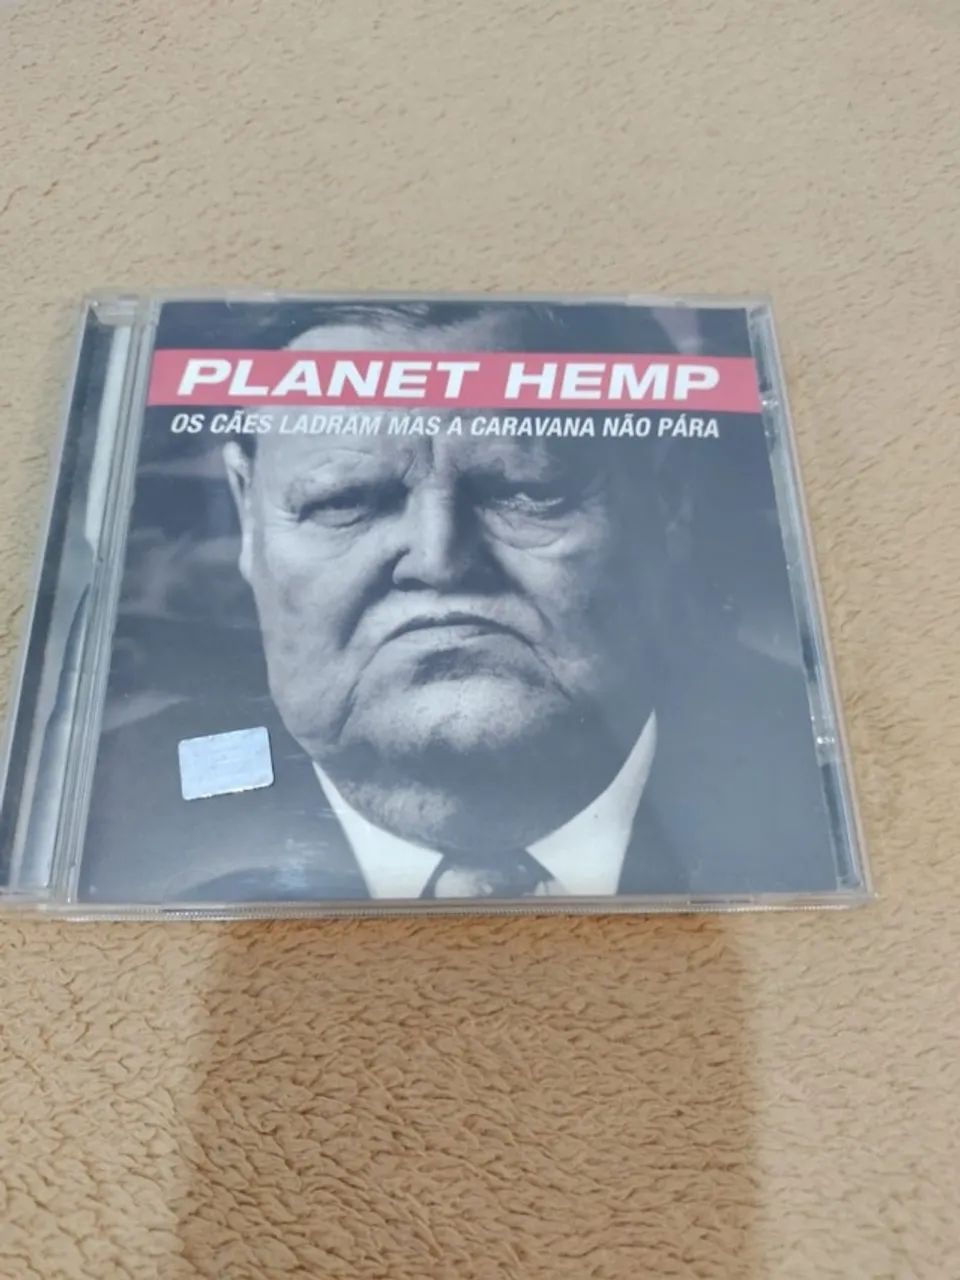 PLANET HEMP
OS CÃES LADRAM MAS A CARAVANA NÃO PÁRA